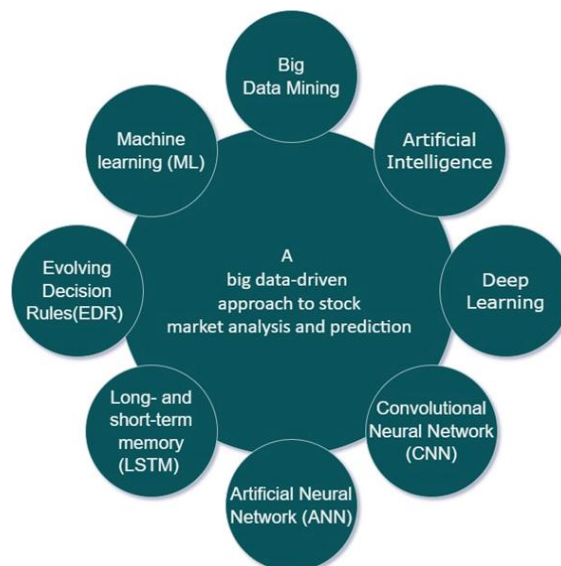 Big
Data Mining
Artificial
Intelligence
Deep
Learning
Convolutional
Neural Network
(CNN)
Artificial Neural
Network (ANN)
Long- and
short-term
memory
(LSTM)
Evolving
Decision
Rules(EDR)
Machine
learning (ML)
A
big data-driven
approach to stock
market analysis and prediction